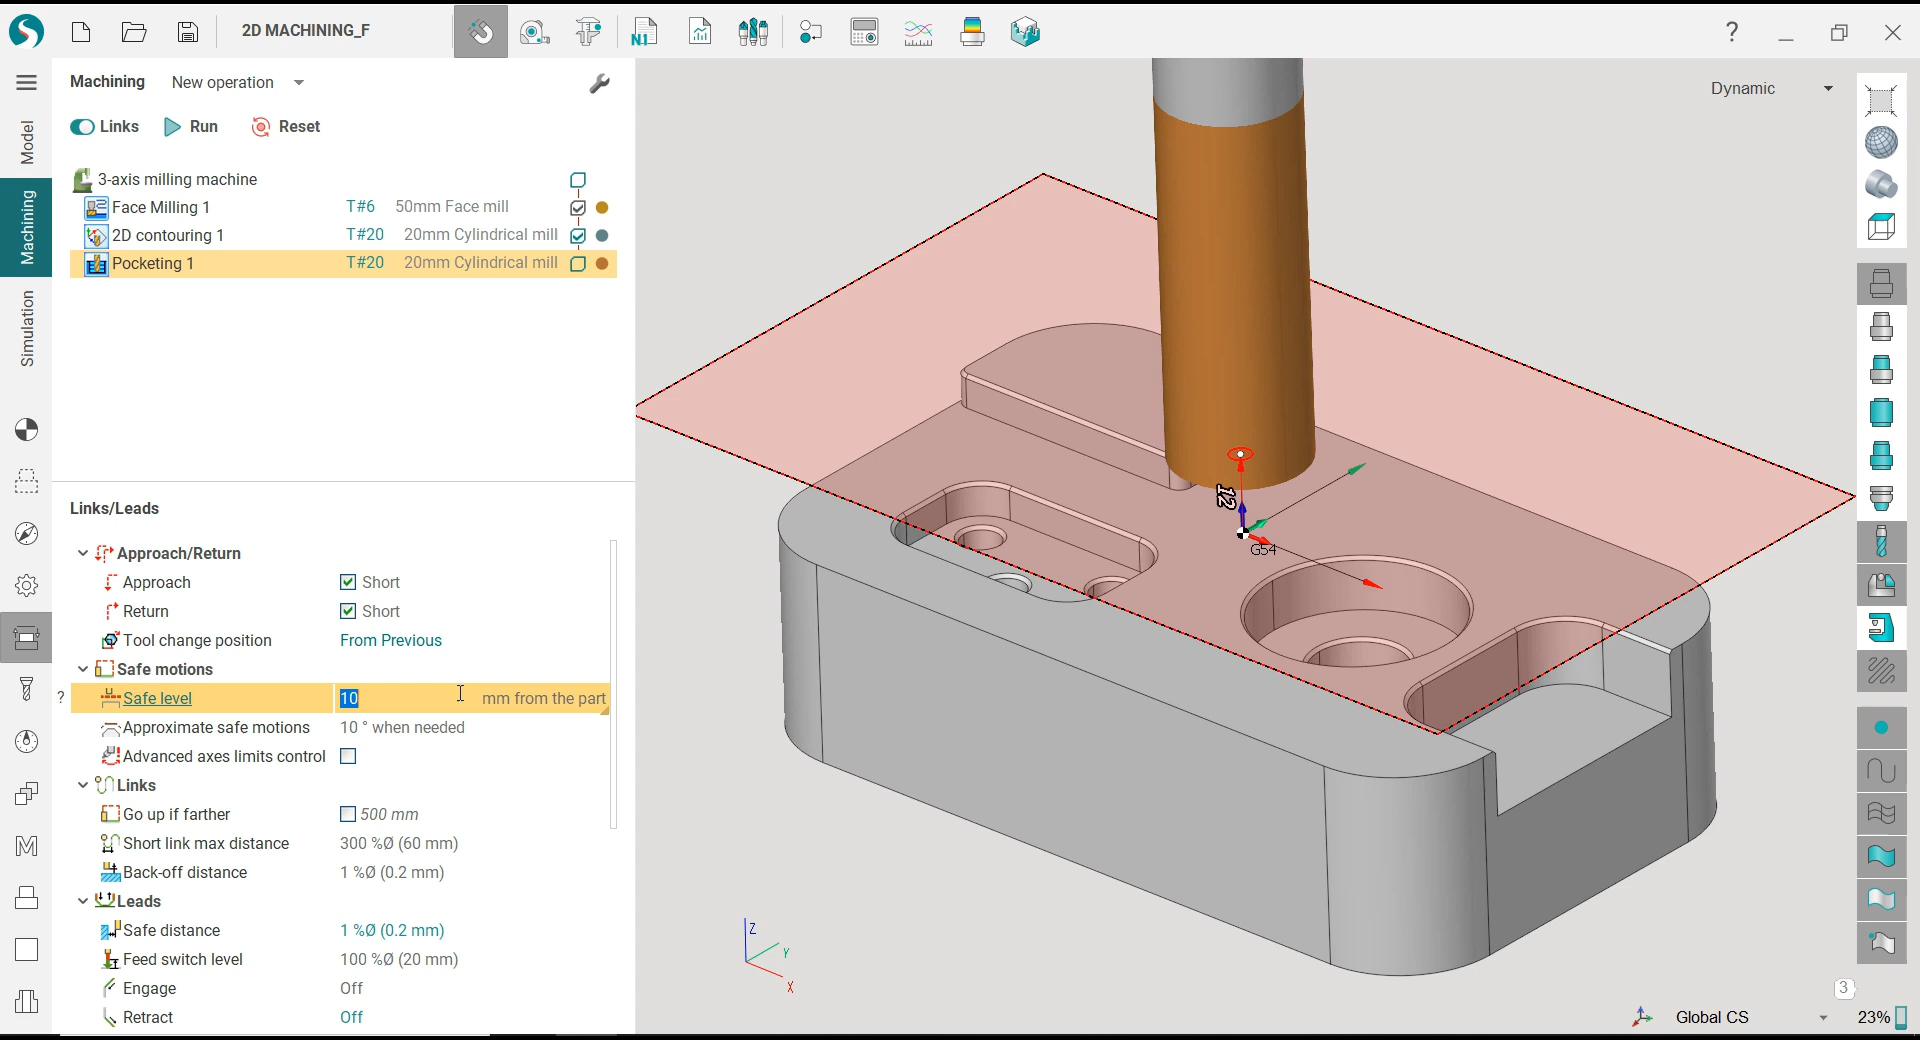 2D MACHINING_F
N1
?
Machining New operation
Links Run Reset
Model
Machining
Simulation
3-axis milling machine
Face Milling 1 T#6 50mm Face mill
2D contouring 1 T#20 20mm Cylindrical mill
Pocketing 1 T#20 20mm Cylindrical mill
Links/Leads
Approach/Return
Approach Short
Return Short
Tool change position From Previous
Safe motions
? Safe level 10 mm from the part
Approximate safe motions 10 ° when needed
Advanced axes limits control
Links
Go up if farther 500 mm
Short link max distance 300 %Ø (60 mm)
Back-off distance 1 %Ø (0.2 mm)
Leads
Safe distance 1 %Ø (0.2 mm)
Feed switch level 100 %Ø (20 mm)
Engage Off
Retract Off
Dynamic
12
G54
Z
Y
X
3
Global CS 23%